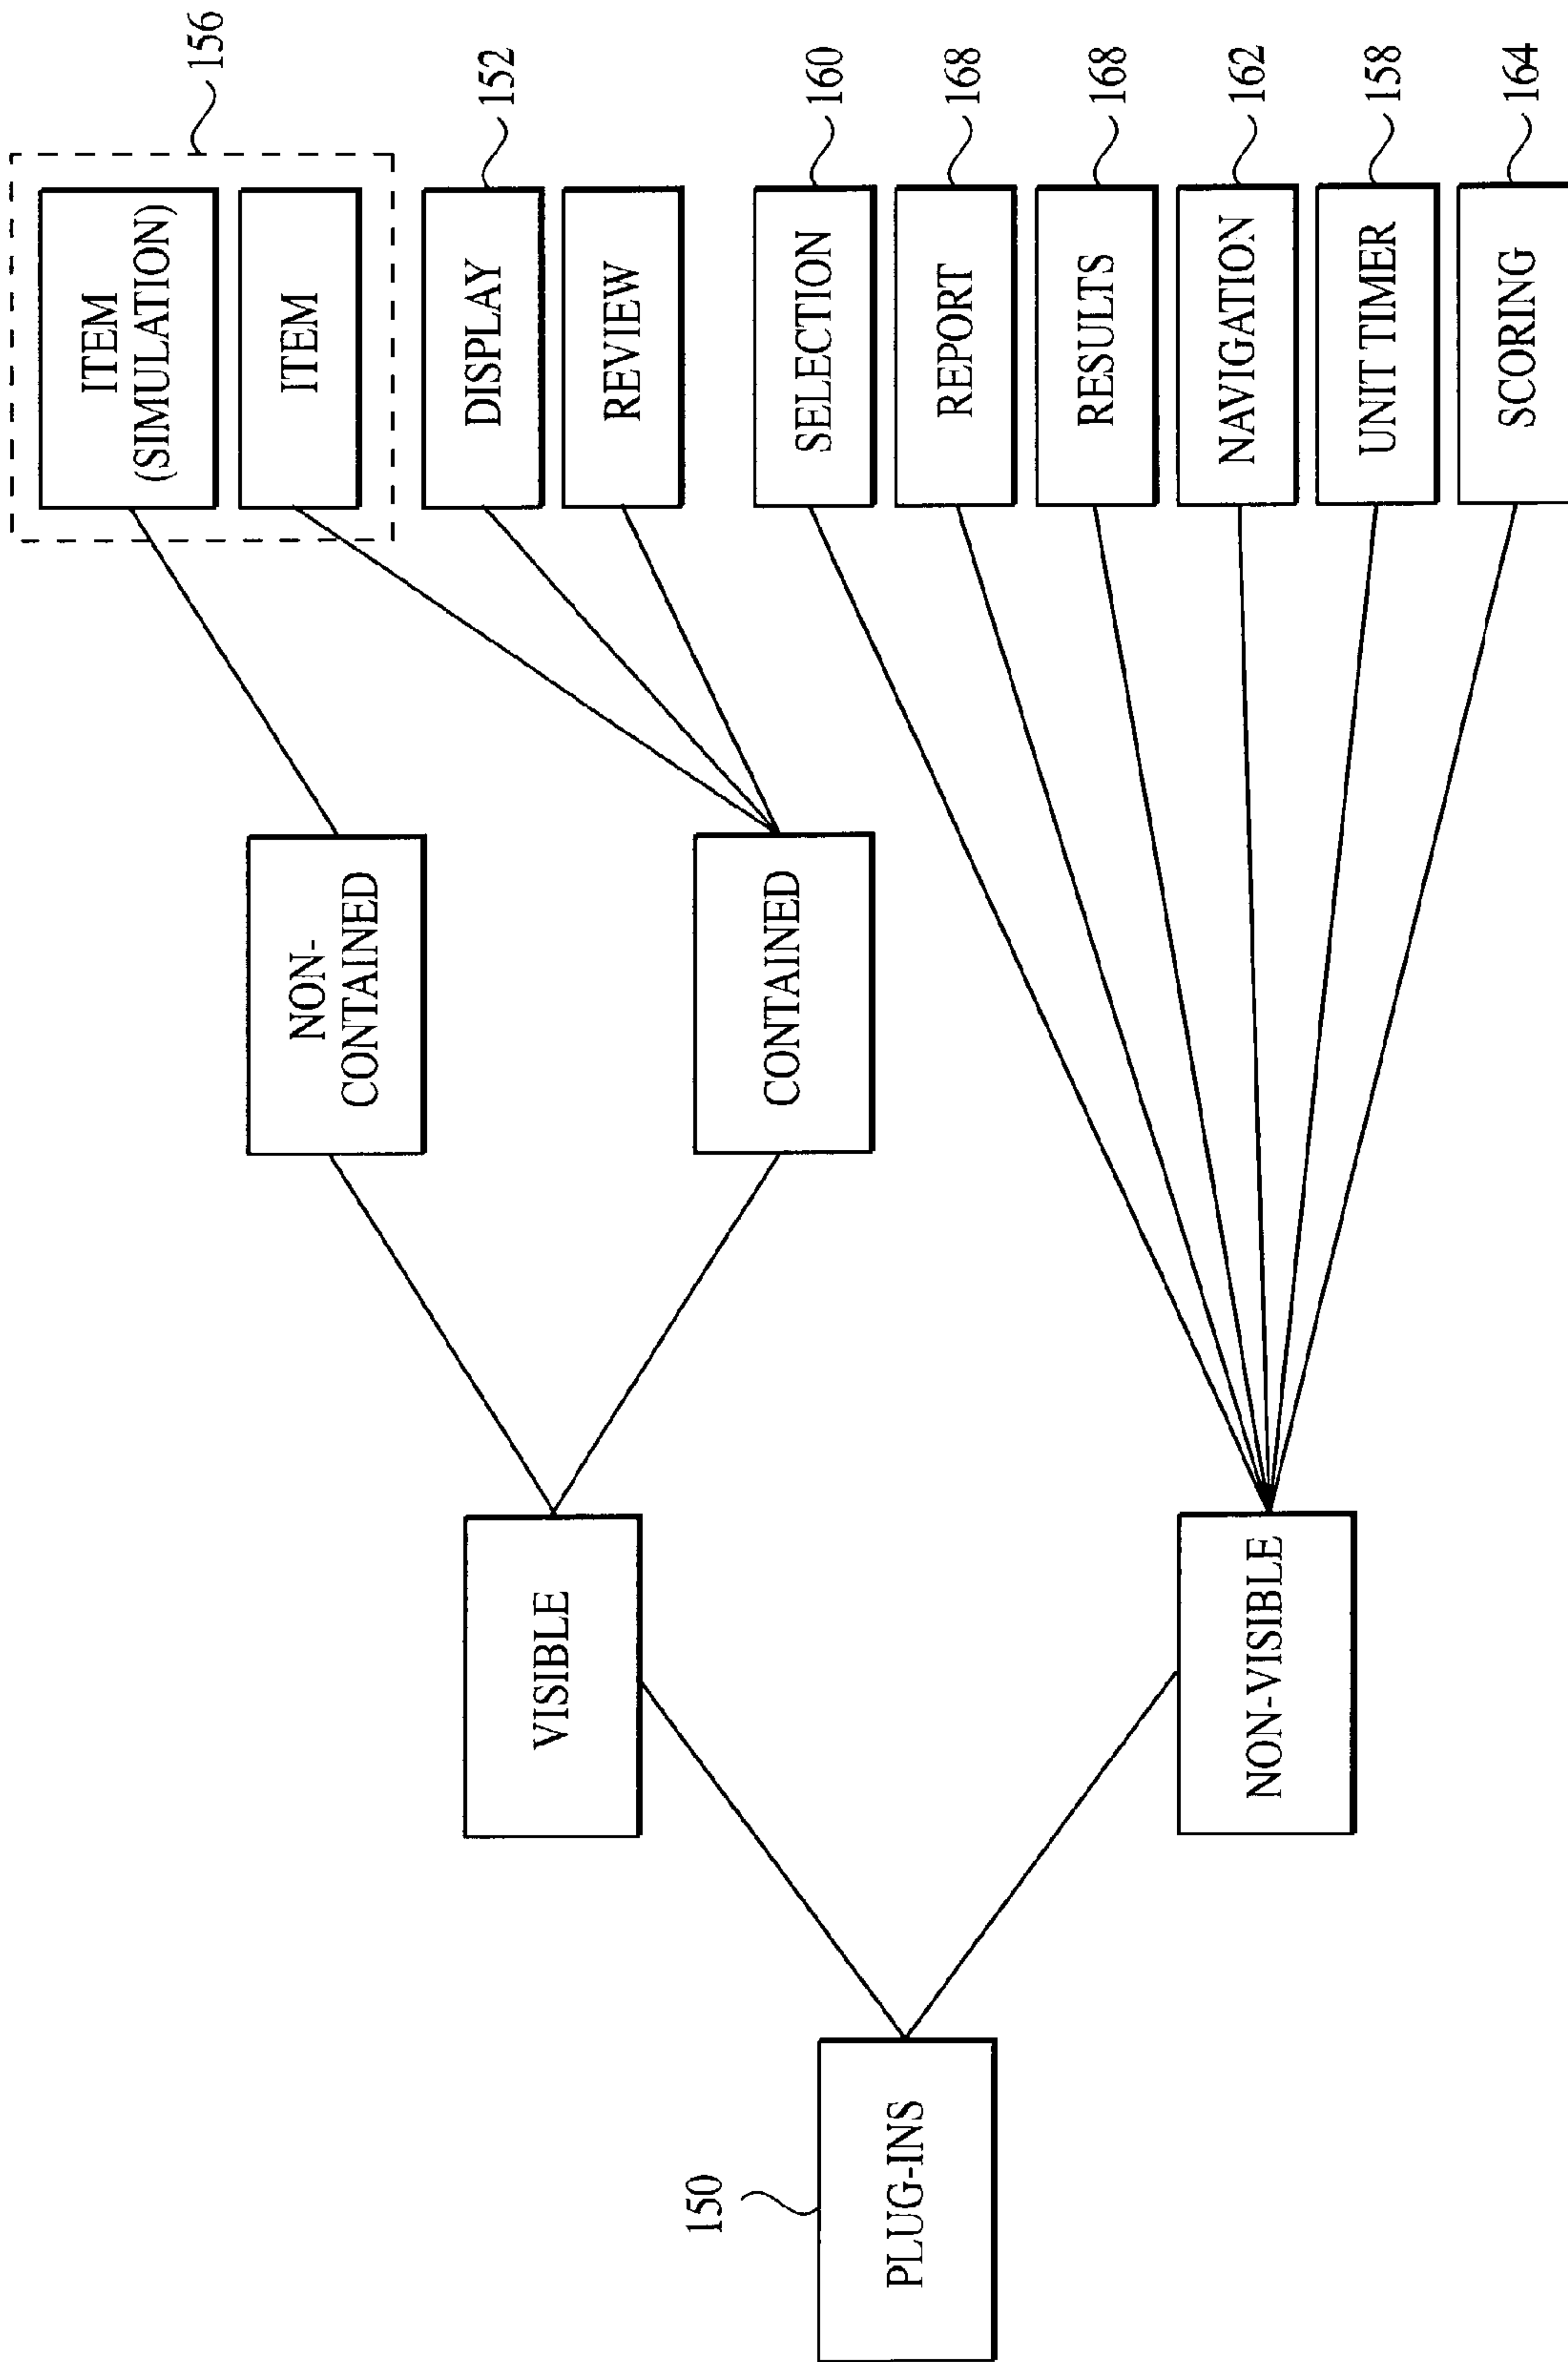 150
PLUG-INS
VISIBLE
NON-VISIBLE
NON-
CONTAINED
CONTAINED
ITEM
(SIMULATION)
156
ITEM
DISPLAY
152
REVIEW
SELECTION
160
REPORT
168
RESULTS
168
NAVIGATION
162
UNIT TIMER
158
SCORING
164